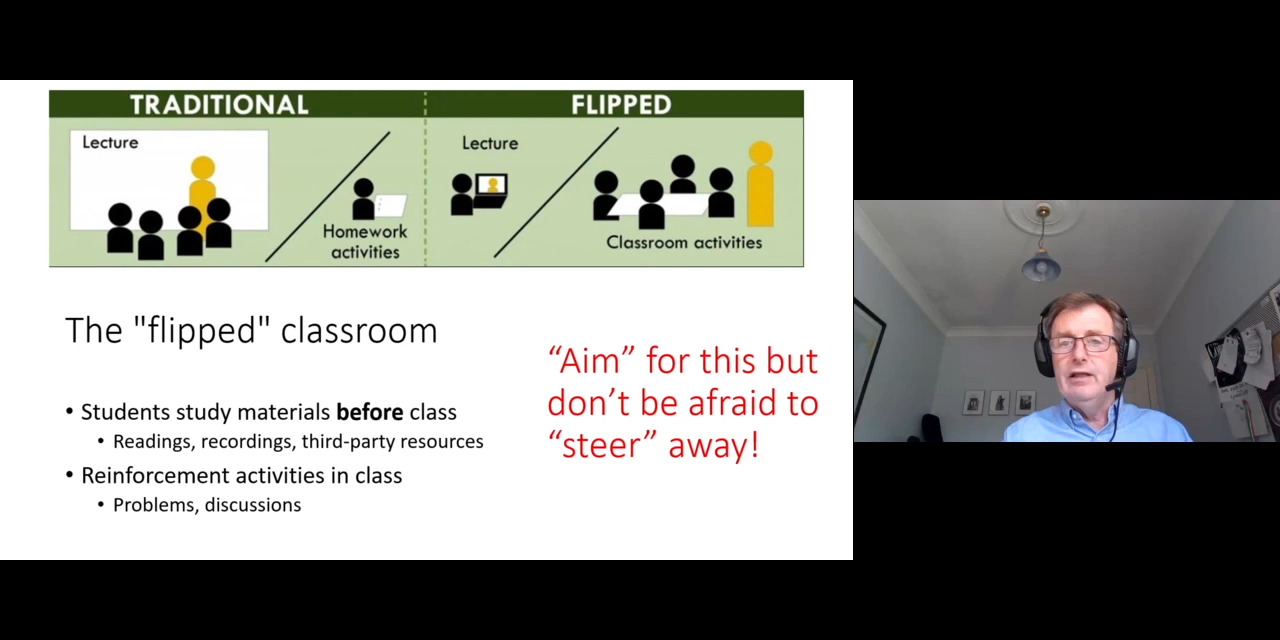 TRADITIONAL
FLIPPED
Lecture
Homework
activities
Lecture
Classroom activities
The "flipped" classroom
“Aim” for this but
don’t be afraid to
“steer” away!
• Students study materials before class
• Readings, recordings, third-party resources
• Reinforcement activities in class
• Problems, discussions